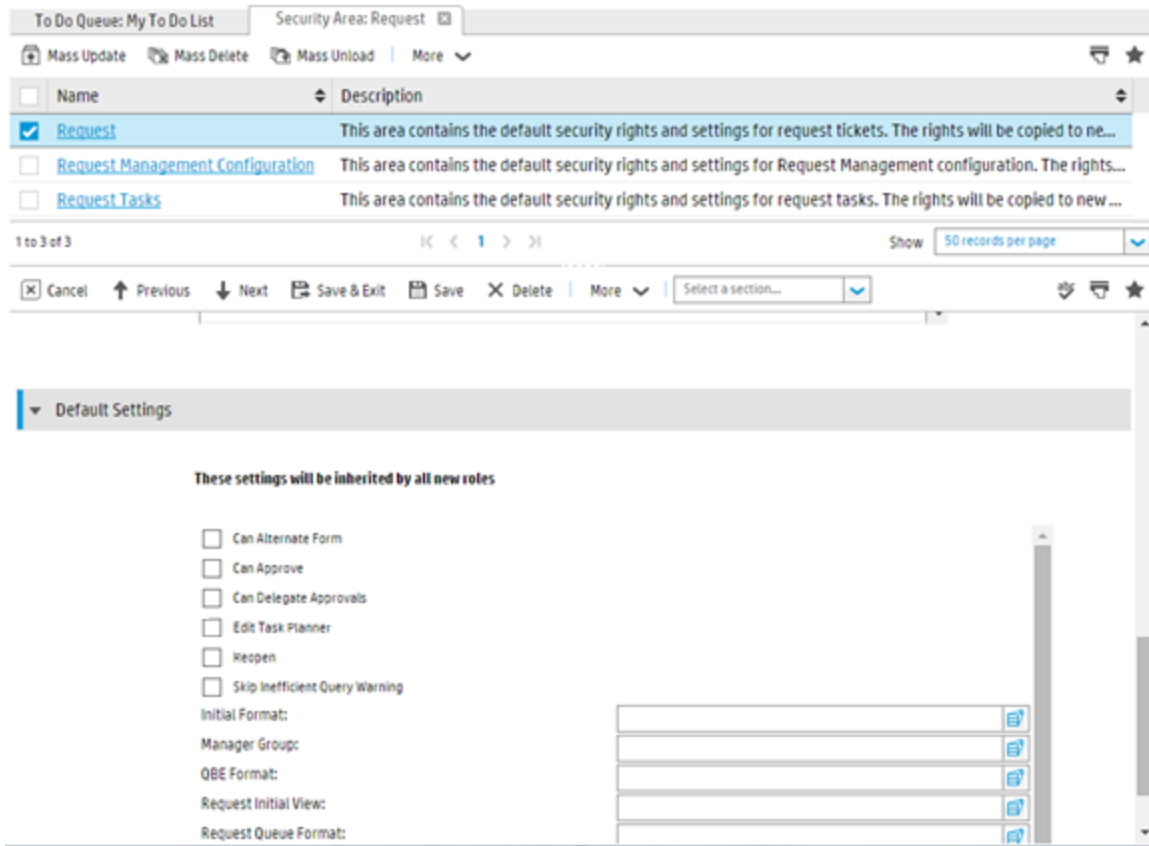 To Do Queue: My To Do List Security Area: Request
Mass Update Mass Delete Mass Unload More
Name Description
Request This area contains the default security rights and settings for request tickets. The rights will be copied to ne...
Request Management Configuration This area contains the default security rights and settings for Request Management configuration. The rights...
Request Tasks This area contains the default security rights and settings for request tasks. The rights will be copied to new ...
1 to 3 of 3 1 Show 50 records per page
Cancel Previous Next Save & Exit Save Delete More Select a section...
Default Settings
These settings will be inherited by all new roles
Can Alternate Form
Can Approve
Can Delegate Approvals
Edit Task Planner
Reopen
Skip Inefficient Query Warning
Initial Format:
Manager Group:
QBE Format:
Request Initial View:
Request Queue Format: